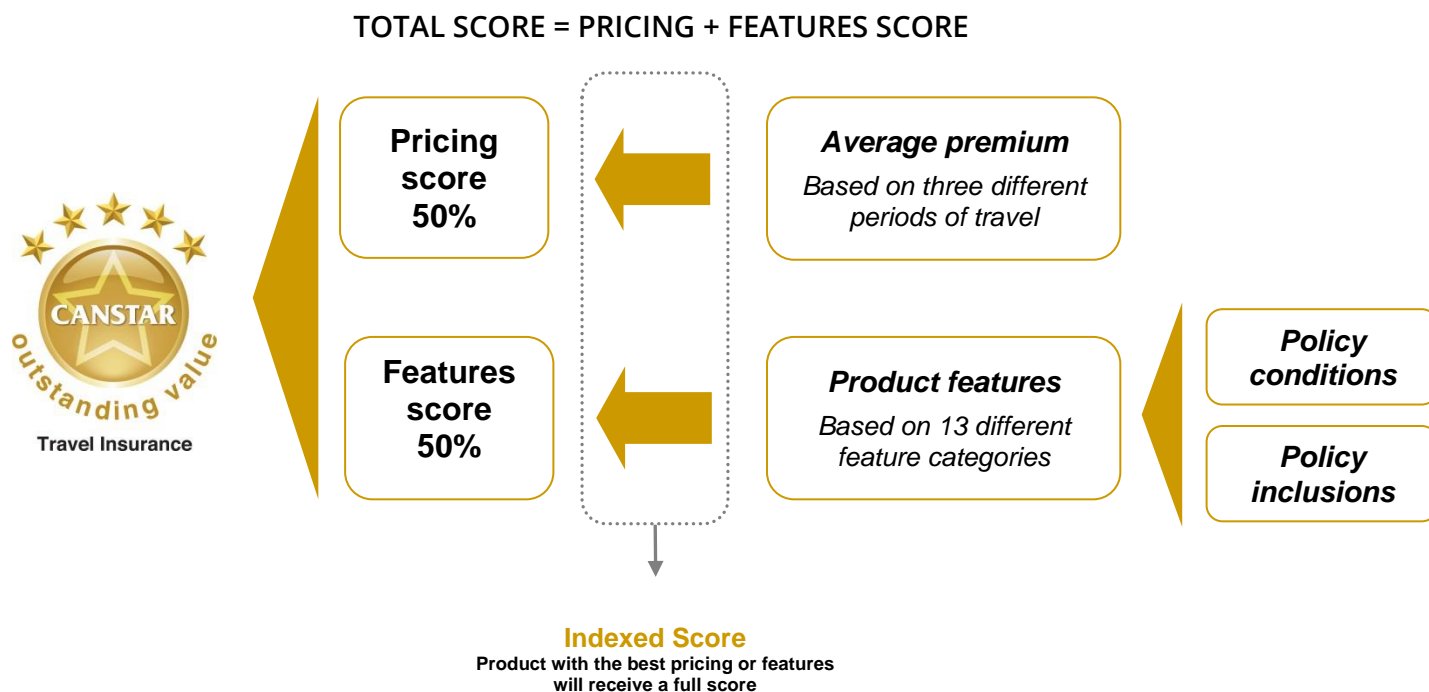 TOTAL SCORE = PRICING + FEATURES SCORE
CANSTAR
outstanding value
Travel Insurance
Pricing
score
50%
Features
score
50%
Average premium
Based on three different
periods of travel
Product features
Based on 13 different
feature categories
Policy
conditions
Policy
inclusions
Indexed Score
Product with the best pricing or features
will receive a full score